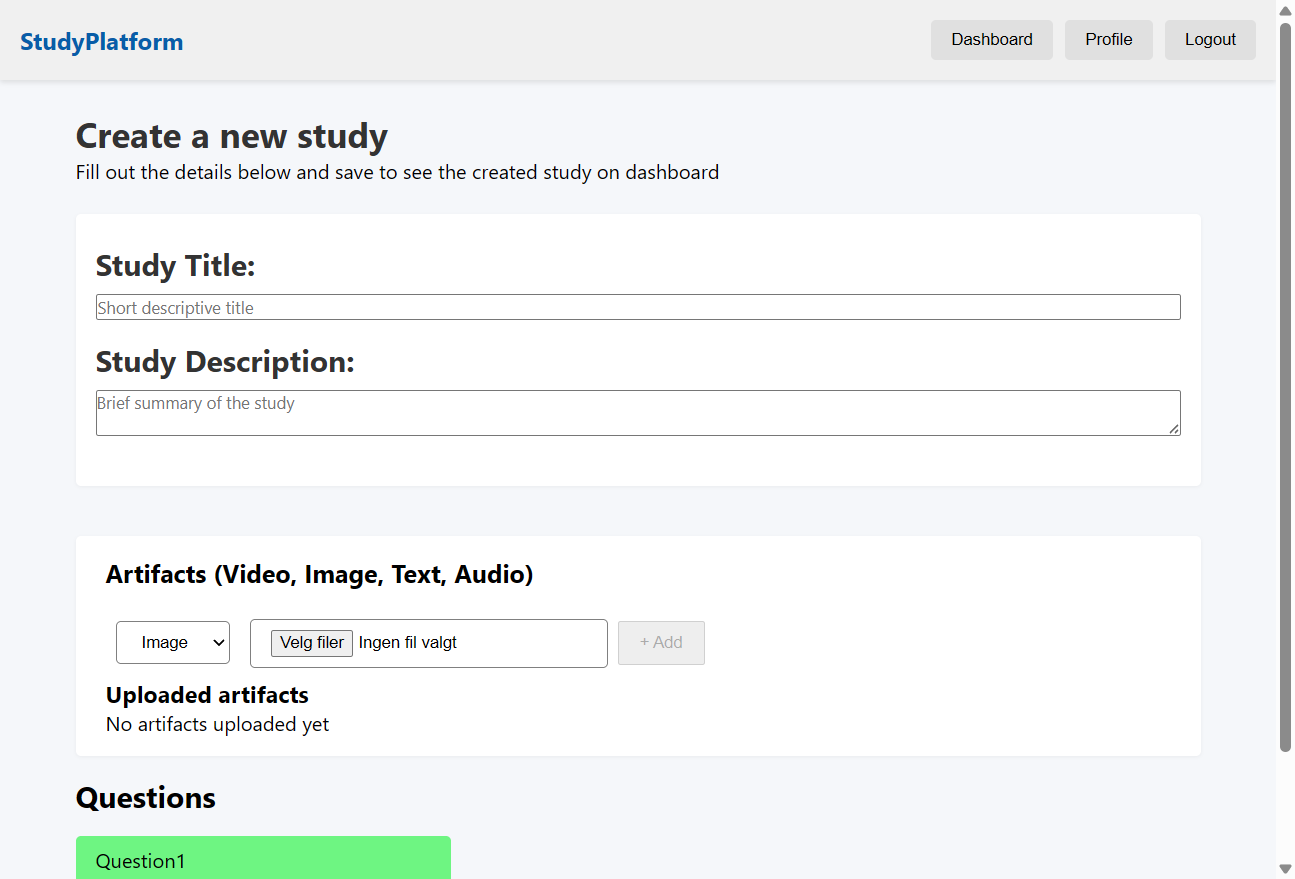 StudyPlatform
Dashboard Profile Logout
Create a new study
Fill out the details below and save to see the created study on dashboard
Study Title:
Short descriptive title
Study Description:
Brief summary of the study
Artifacts (Video, Image, Text, Audio)
Image Velg filer Ingen fil valgt + Add
Uploaded artifacts
No artifacts uploaded yet
Questions
Question1